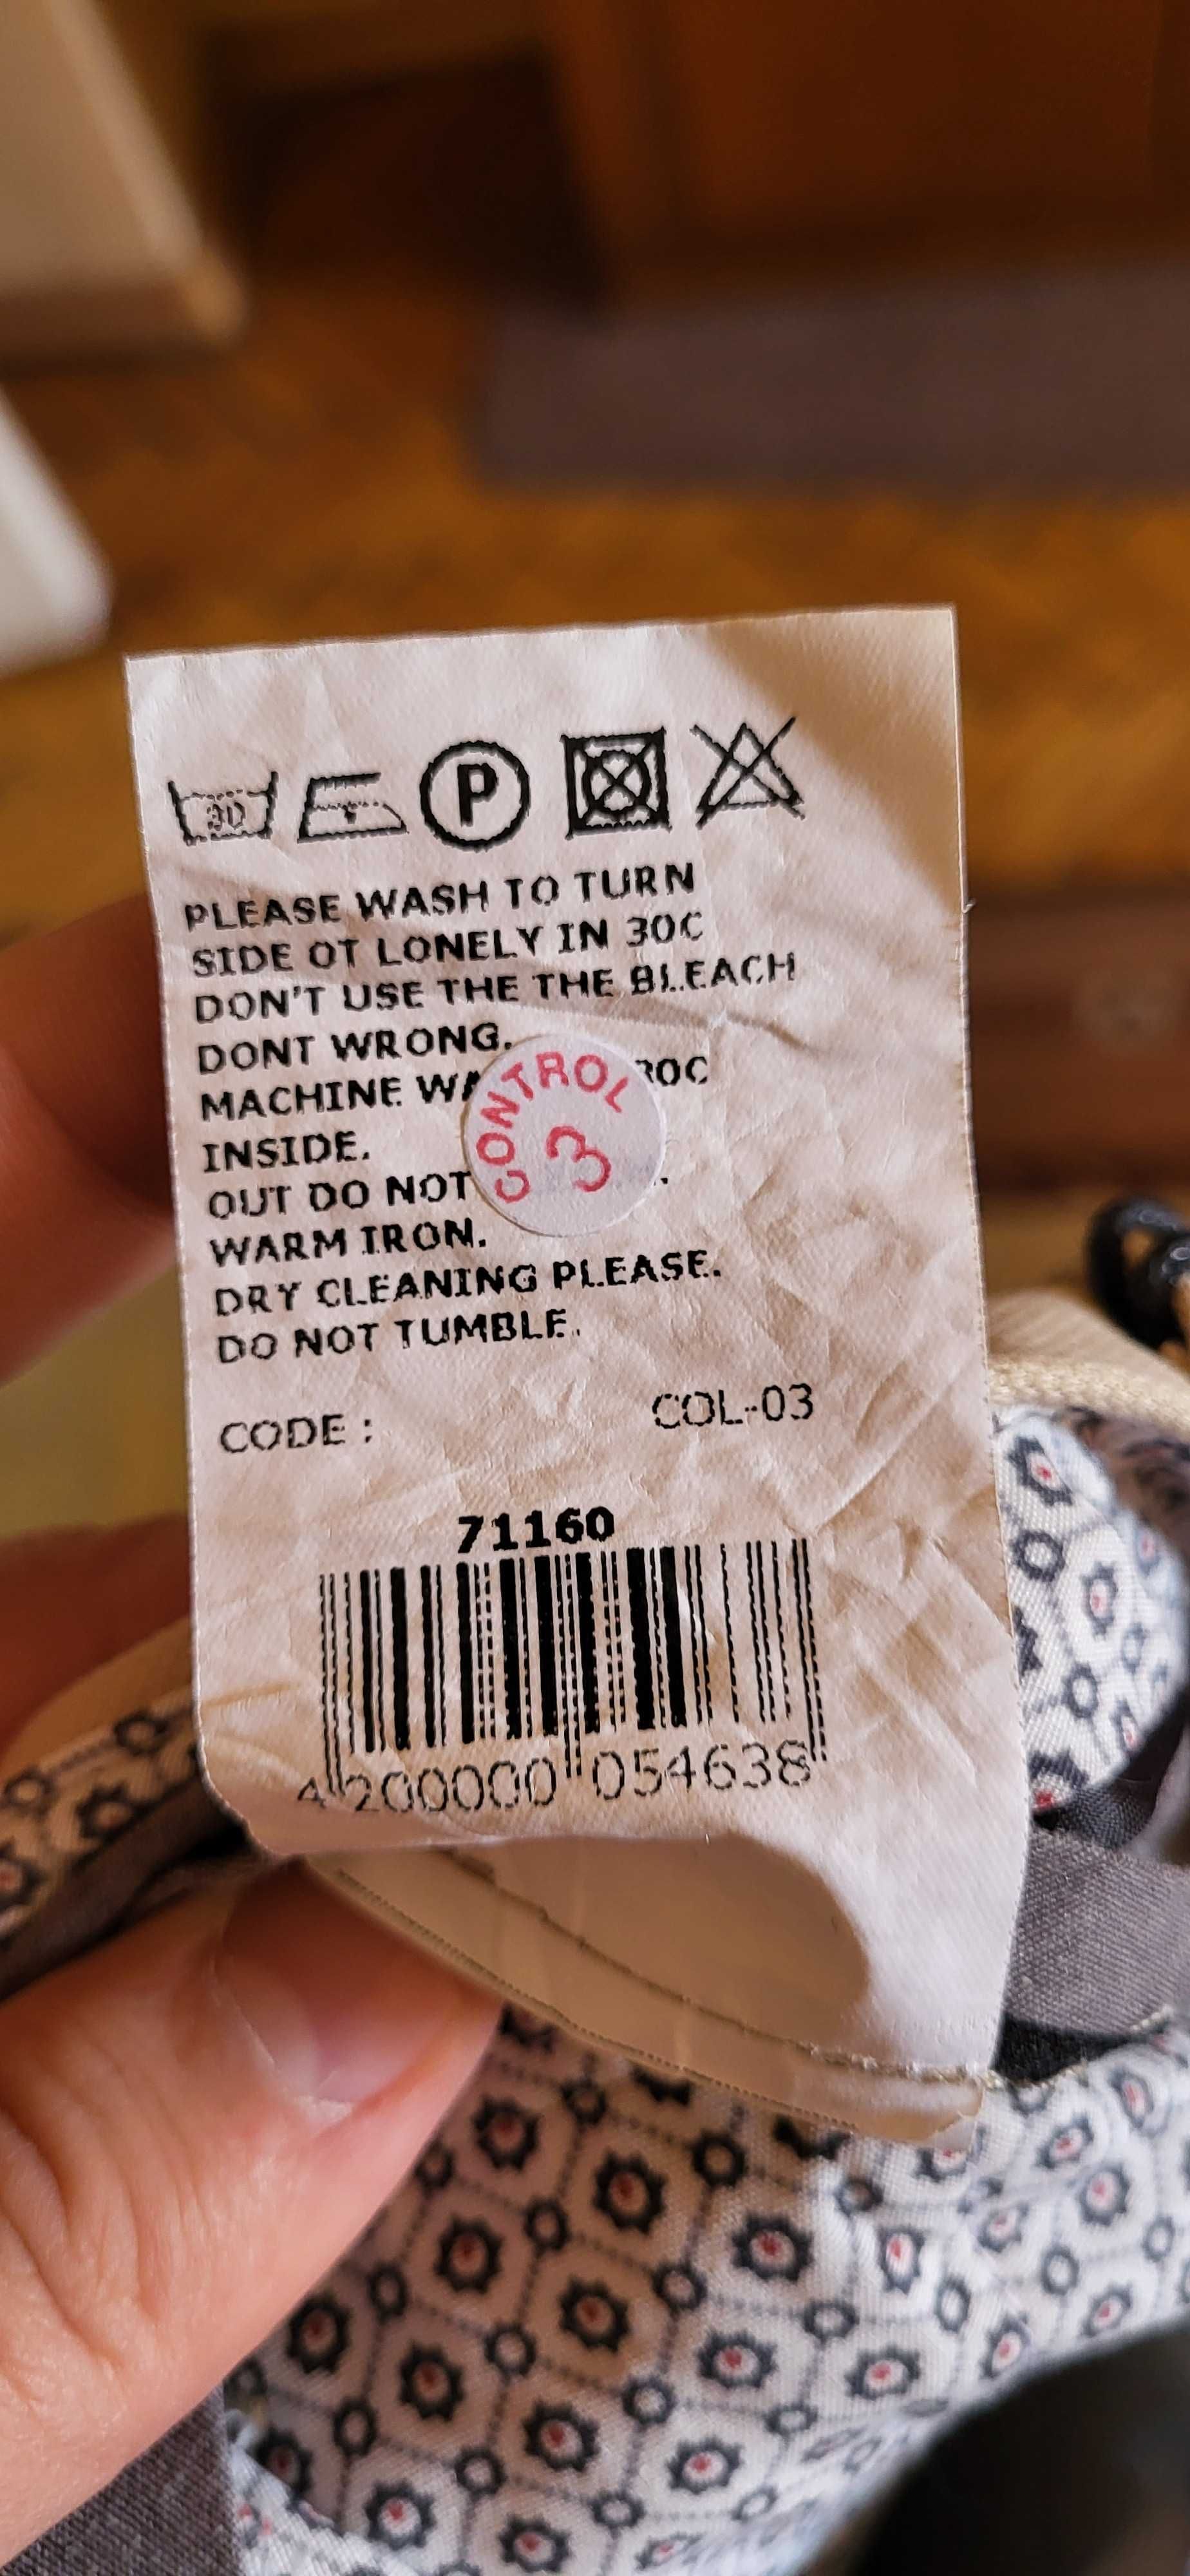 30
P
PLEASE WASH TO TURN
SIDE OT LONELY IN 30C
DON'T USE THE THE BLEACH
DONT WRONG.
MACHINE 30C
INSIDE.
OUT DO NOT
WARM IRON.
DRY CLEANING PLEASE.
DO NOT TUMBLE.
CONTROL
3
CODE : COL-03
71160
4 200000 054638